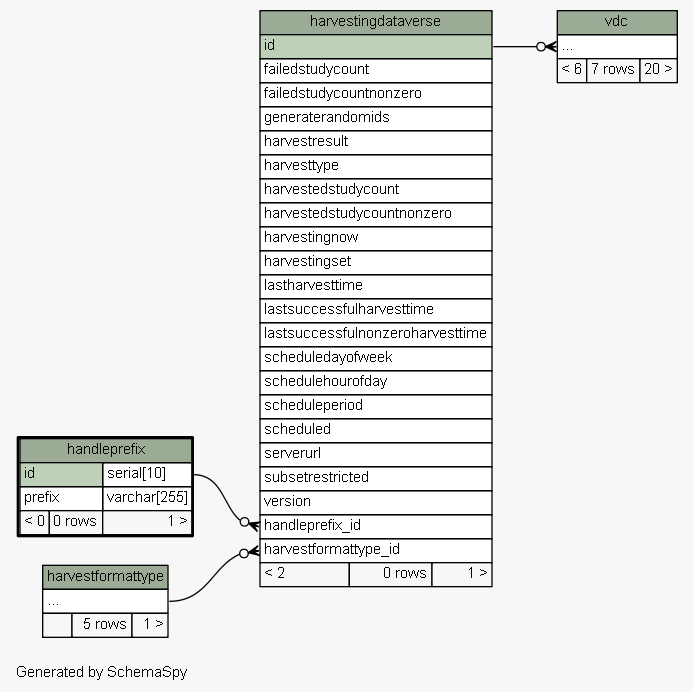 harvestingdataverse
id
failedstudycount
failedstudycountnonzero
generaterandomids
harvestresult
harvesttype
harvestedstudycount
harvestedstudycountnonzero
harvestingnow
harvestingset
lastharvesttime
lastsuccessfulharvesttime
lastsuccessfulnonzeroharvesttime
scheduledayofweek
schedulehourofday
scheduleperiod
scheduled
serverurl
subsetrestricted
version
handleprefix_id
harvestformattype_id
< 2 0 rows 1 >
vdc
...
< 6 7 rows 20 >
handleprefix
id serial[10]
prefix varchar[255]
< 0 0 rows 1 >
harvestformattype
...
5 rows 1 >
Generated by SchemaSpy